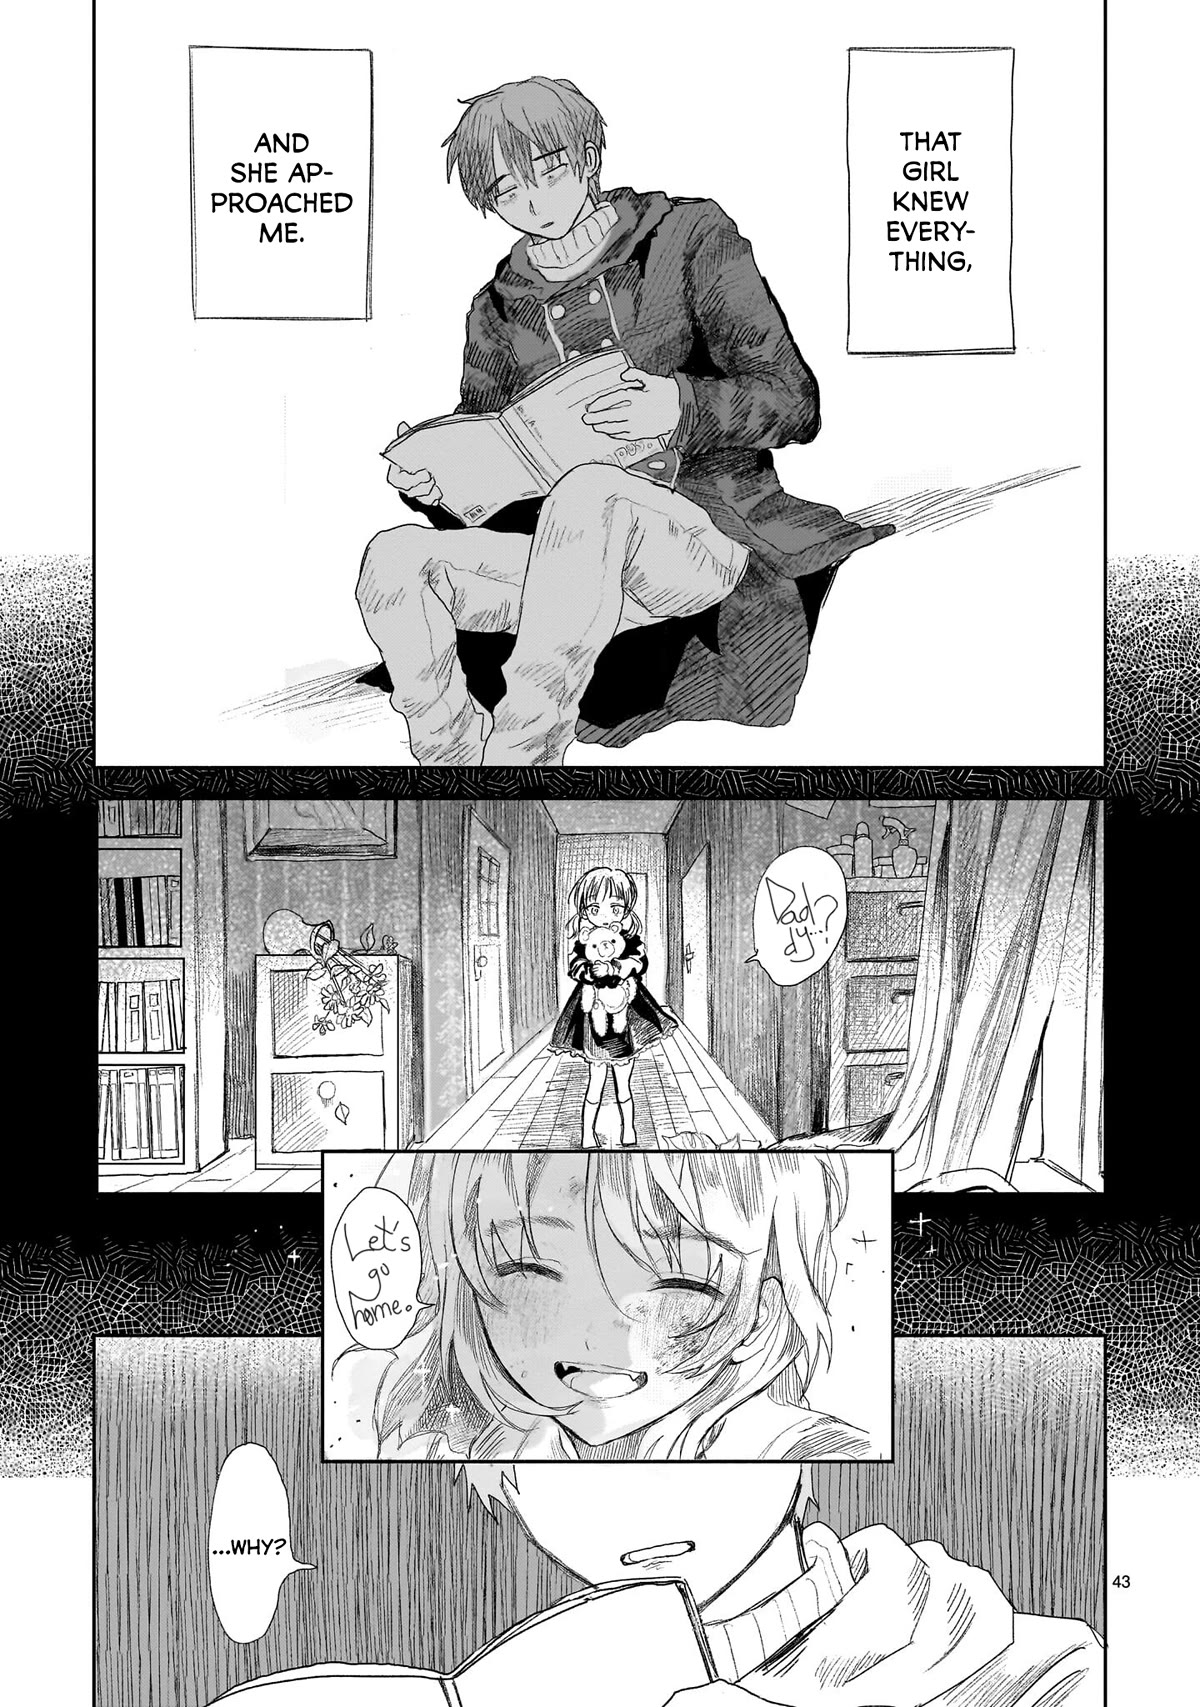 THAT
GIRL
KNEW
EVERY-
THING,
AND
SHE AP-
PROACHED
ME.
Dad
dy...?
Let's
go
home.
...WHY?
43